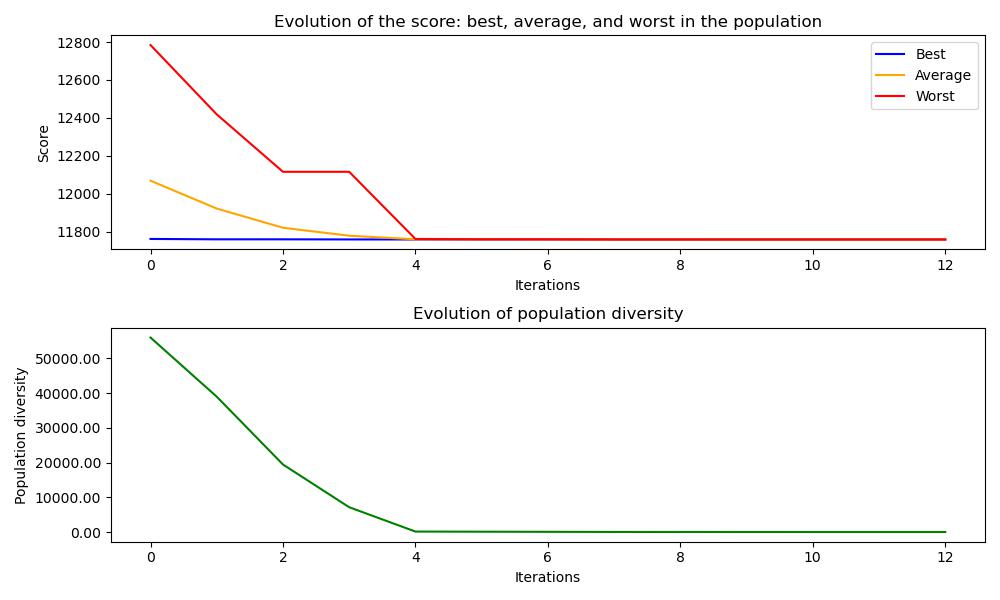 Evolution of the score: best, average, and worst in the population
12800
12600
12400
12200
12000
11800
Score
Best
Average
Worst
0 2 4 6 8 10 12
Iterations
Evolution of population diversity
50000.00
40000.00
30000.00
20000.00
10000.00
0.00
Population diversity
0 2 4 6 8 10 12
Iterations